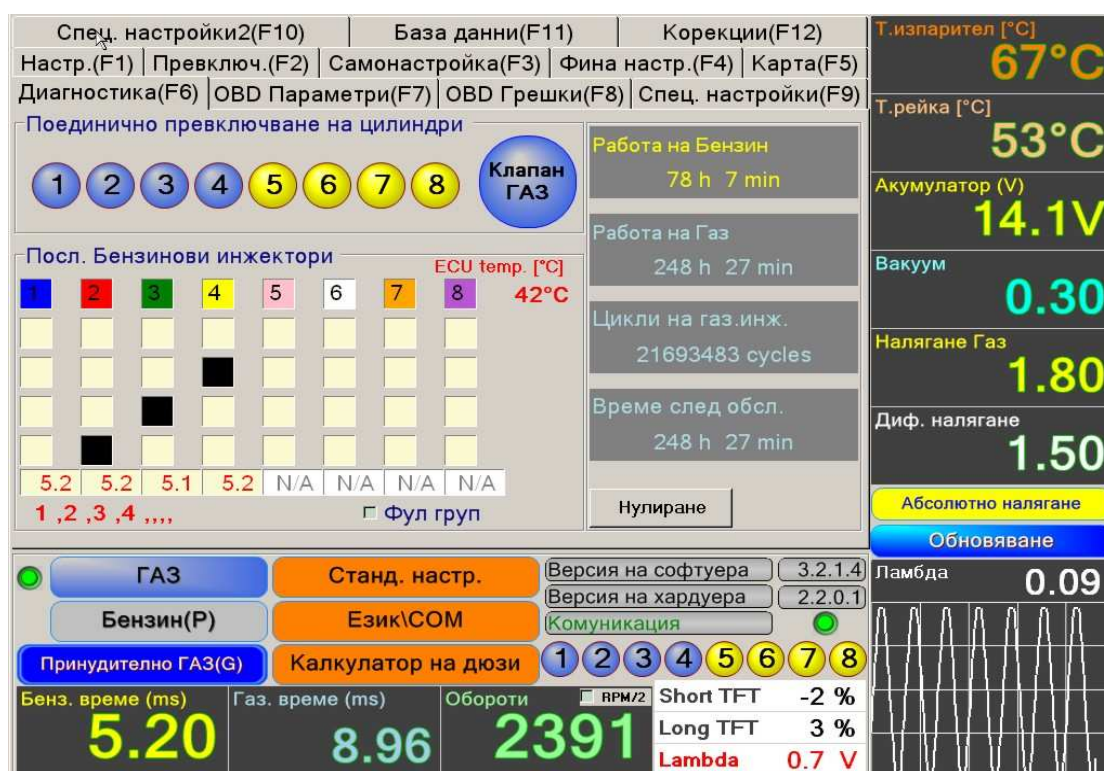 Спец. настройки2(F10) База данни(F11) Корекции(F12)
Настр.(F1) Превключ.(F2) Самонастройка(F3) Фина настр.(F4) Карта(F5)
Диагностика(F6) OBD Параметри(F7) OBD Грешки(F8) Спец. настройки(F9)
Поединично превключване на цилиндри
1 2 3 4 5 6 7 8
Клапан
ГАЗ
Посл. Бензинови инжектори
ECU temp. [°C]
1 2 3 4 5 6 7 8 42°C
5.2 5.2 5.1 5.2 N/A N/A N/A N/A
1 ,2 ,3 ,4 ,,,, Фул груп
Работа на Бензин
78 h 7 min
Работа на Газ
248 h 27 min
Цикли на газ.инж.
21693483 cycles
Време след обсл.
248 h 27 min
Нулиране
Т.изпарител [°C]
67°C
Т.рейка [°C]
53°C
Акумулатор (V)
14.1V
Вакуум
0.30
Налягане Газ
1.80
Диф. налягане
1.50
Абсолютно налягане
Обновяване
Ламбда 0.09
ГАЗ Станд. настр. Версия на софтуера 3.2.1.4
Версия на хардуера 2.2.0.1
Бензин(P) Език\COM Комуникация
Принудително ГАЗ(G) Калкулатор на дюзи 1 2 3 4 5 6 7 8
Бенз. време (ms)
5.20
Газ. време (ms)
8.96
Обороти RPM/2
2391
Short TFT -2 %
Long TFT 3 %
Lambda 0.7 V